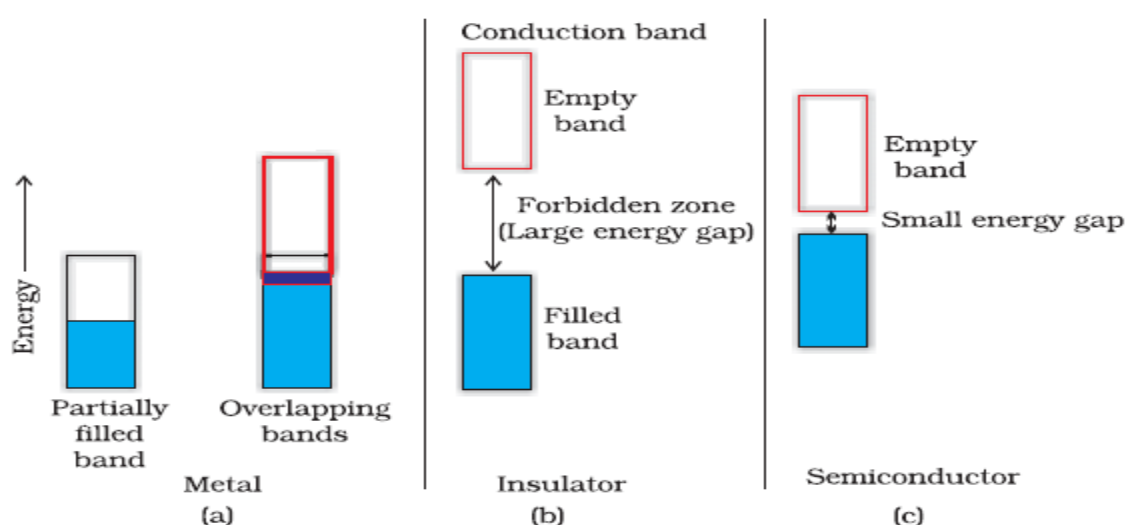 Energy
Partially
filled
band
Overlapping
bands
Metal
(a)
Conduction band
Empty
band
Forbidden zone
(Large energy gap)
Filled
band
Insulator
(b)
Empty
band
Small energy gap
Semiconductor
(c)